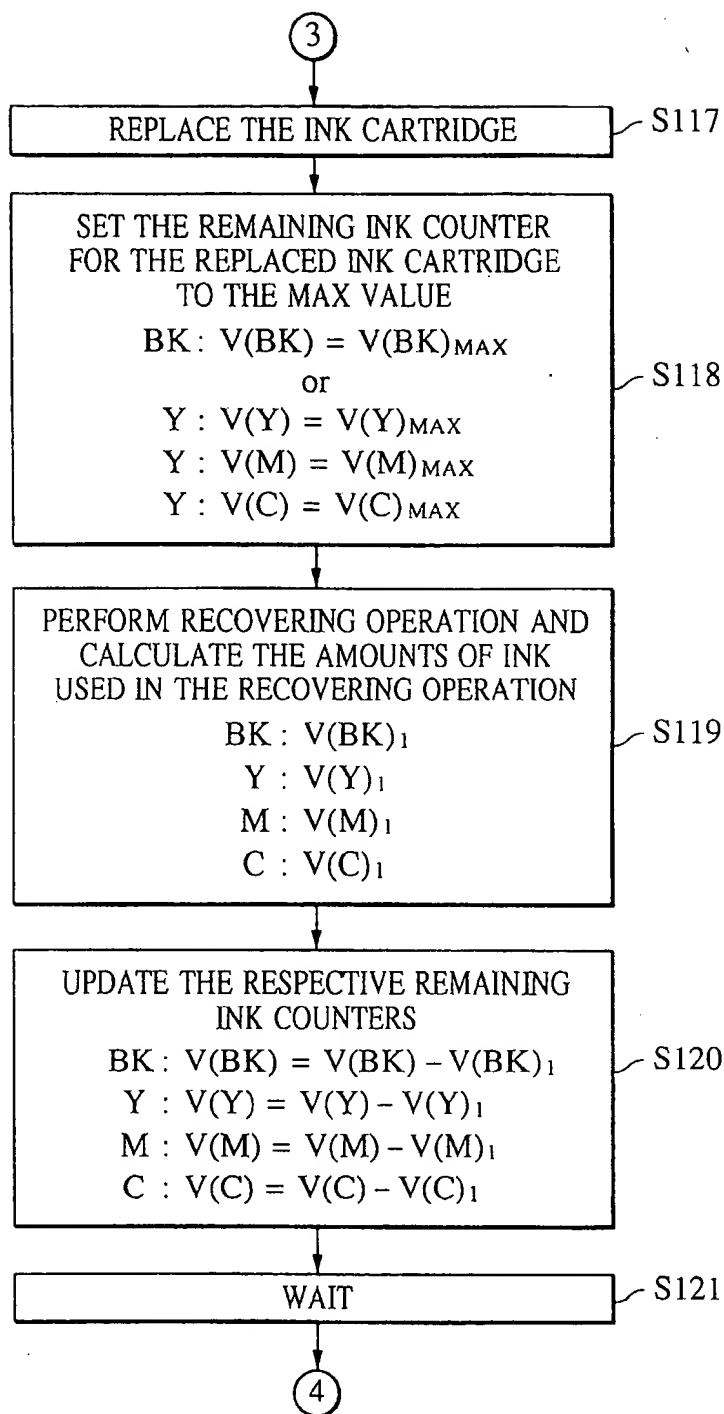 3
REPLACE THE INK CARTRIDGE
S117
SET THE REMAINING INK COUNTER
FOR THE REPLACED INK CARTRIDGE
TO THE MAX VALUE
BK : V(BK) = V(BK)MAX
or
Y : V(Y) = V(Y)MAX
Y : V(M) = V(M)MAX
Y : V(C) = V(C)MAX
S118
PERFORM RECOVERING OPERATION AND
CALCULATE THE AMOUNTS OF INK
USED IN THE RECOVERING OPERATION
BK : V(BK)1
Y : V(Y)1
M : V(M)1
C : V(C)1
S119
UPDATE THE RESPECTIVE REMAINING
INK COUNTERS
BK : V(BK) = V(BK) – V(BK)1
Y : V(Y) = V(Y) – V(Y)1
M : V(M) = V(M) – V(M)1
C : V(C) = V(C) – V(C)1
S120
WAIT
S121
4